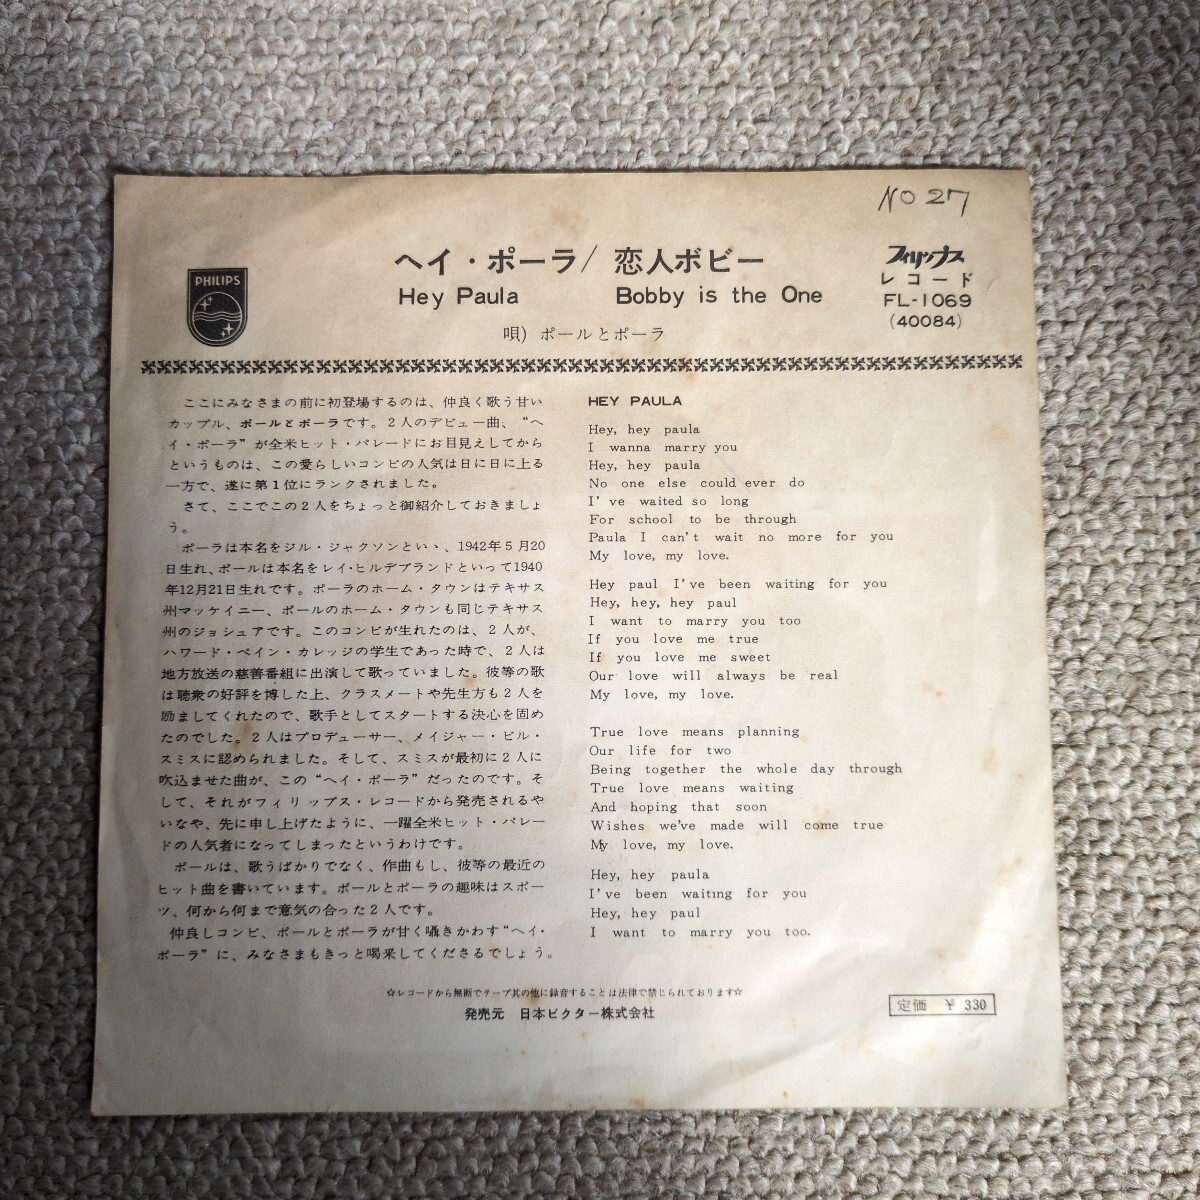 NO 27
PHILIPS
ヘイ・ポーラ/ 恋人ボビー
Hey Paula Bobby is the One
唄) ポールとポーラ
フィリップス
レコード
FL-1069
(40084)
ここにみなさまの前に初登場するのは、仲良く歌う甘い
カップル、ポールとポーラです。2人のデビュー曲、“ヘ
イ・ポーラ”が全米ヒット・パレードにお目見えしてから
というものは、この愛らしいコンビの人気は日に日に上る
一方で、遂に第1位にランクされました。
さて、ここでこの2人をちょっと御紹介しておきましょ
う。
ポーラは本名をジル・ジャクソンといゝ、1942年5月20
日生れ、ポールは本名をレイ・ヒルデブランドといって1940
年12月21日生れです。ポーラのホーム・タウンはテキサス
州マッケイニー、ポールのホーム・タウンも同じテキサス
州のジョシュアです。このコンビが生れたのは、2人が、
ハワード・ペイン・カレッジの学生であった時で、2人は
地方放送の慈善番組に出演して歌っていました。彼等の歌
は聴衆の好評を博した上、クラスメートや先生方も2人を
励ましてくれたので、歌手としてスタートする決心を固め
たのでした。2人はプロデューサー、メイジャー・ビル・
スミスに認められました。そして、スミスが最初に2人に
吹込ませた曲が、この“ヘイ・ポーラ”だったのです。そ
して、それがフィリップス・レコードから発売されるや
いなや、先に申し上げたように、一躍全米ヒット・パレー
ドの人気者になってしまったというわけです。
ポールは、歌うばかりでなく、作曲もし、彼等の最近の
ヒット曲を書いています。ポールとポーラの趣味はスポー
ツ、何から何まで意気の合った2人です。
仲良しコンビ、ポールとポーラが甘く囁きかわす“ヘイ・
ポーラ”に、みなさまもきっと喝采してくださるでしょう。
HEY PAULA
Hey, hey paula
I wanna marry you
Hey, hey paula
No one else could ever do
I've waited so long
For school to be through
Paula I can't wait no more for you
My love, my love.
Hey paul I've been waiting for you
Hey, hey, hey paul
I want to marry you too
If you love me true
If you love me sweet
Our love will always be real
My love, my love.
True love means planning
Our life for two
Being together the whole day through
True love means waiting
And hoping that soon
Wishes we've made will come true
My love, my love.
Hey, hey paula
I've been waiting for you
Hey, hey paul
I want to marry you too.
☆レコードから無断でテープ其の他に録音することは法律で禁じられております☆
発売元 日本ビクター株式会社
定価 ¥ 330